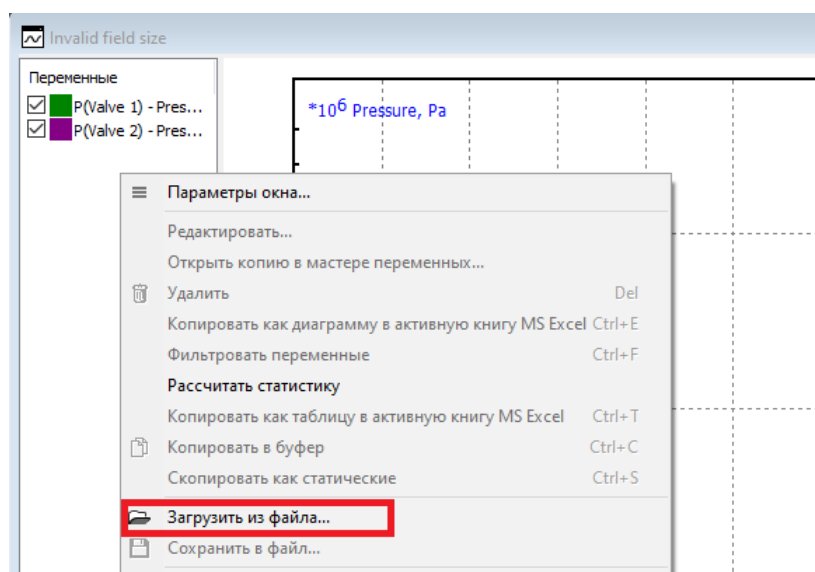 Invalid field size
Переменные
P(Valve 1) - Pres...
P(Valve 2) - Pres...
*10⁶ Pressure, Pa
Параметры окна...
Редактировать...
Открыть копию в мастере переменных...
Удалить Del
Копировать как диаграмму в активную книгу MS Excel Ctrl+E
Фильтровать переменные Ctrl+F
Рассчитать статистику
Копировать как таблицу в активную книгу MS Excel Ctrl+T
Копировать в буфер Ctrl+C
Скопировать как статические Ctrl+S
Загрузить из файла...
Сохранить в файл...